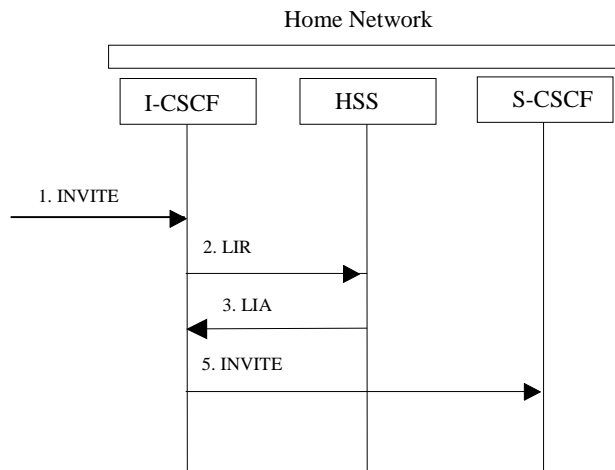 Home Network
I-CSCF
HSS
S-CSCF
1. INVITE
2. LIR
3. LIA
5. INVITE